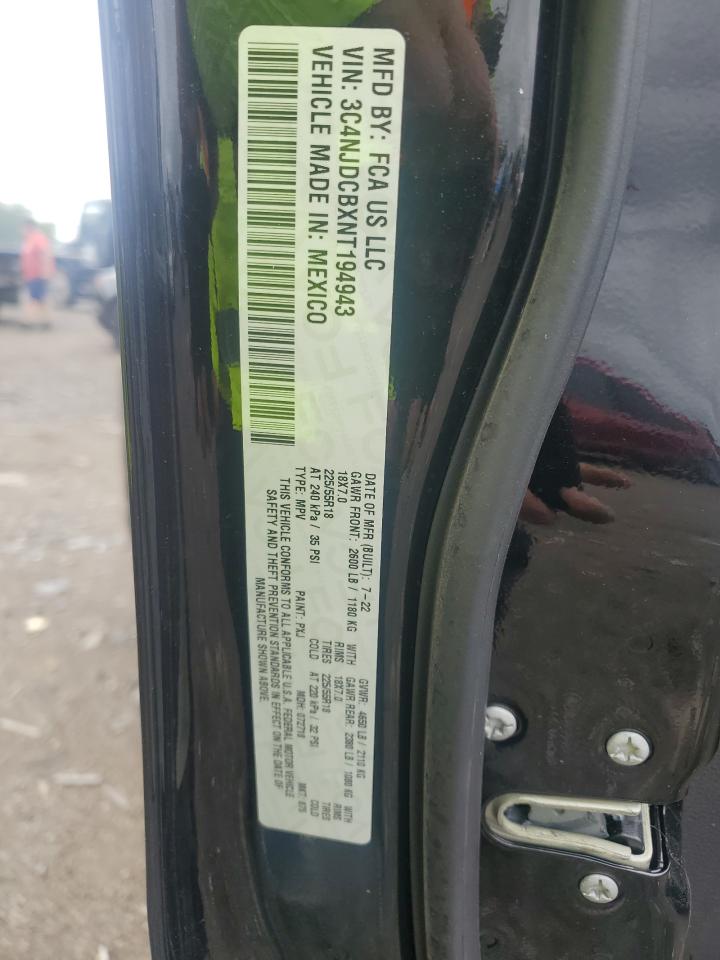 MFD BY: FCA US LLC
VIN: 3C4NJDCBXNT194943
VEHICLE MADE IN: MEXICO
DATE OF MFR (BUILT): 7-22 GVWR: 4650 LB / 2110 KG
GAWR FRONT: 2600 LB / 1180 KG WITH GAWR REAR: 2380 LB / 1080 KG WITH
18X7.0 RIMS 18X7.0 RIMS
225/55R18 TIRES 225/55R18 TIRES
AT 240 kPa / 35 PSI COLD AT 220 kPa / 32 PSI COLD
TYPE: MPV PAINT: PXJ MDH: 072718 MKT:
THIS VEHICLE CONFORMS TO ALL APPLICABLE U.S.A. FEDERAL MOTOR VEHICLE
SAFETY AND THEFT PREVENTION STANDARDS IN EFFECT ON THE DATE OF
MANUFACTURE SHOWN ABOVE.